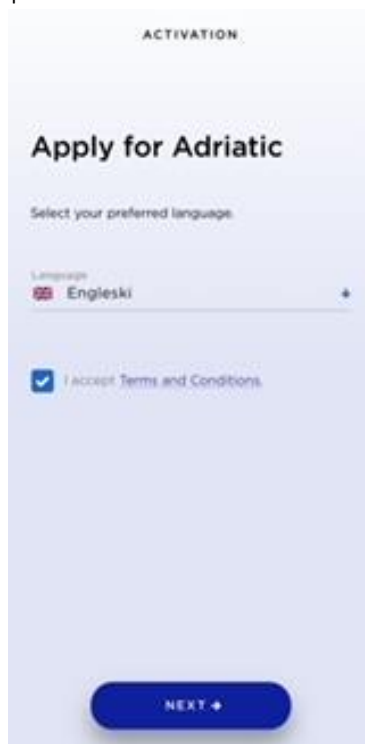 ACTIVATION
Apply for Adriatic
Select your preferred language.
Language
Engleski
I accept Terms and Conditions.
NEXT